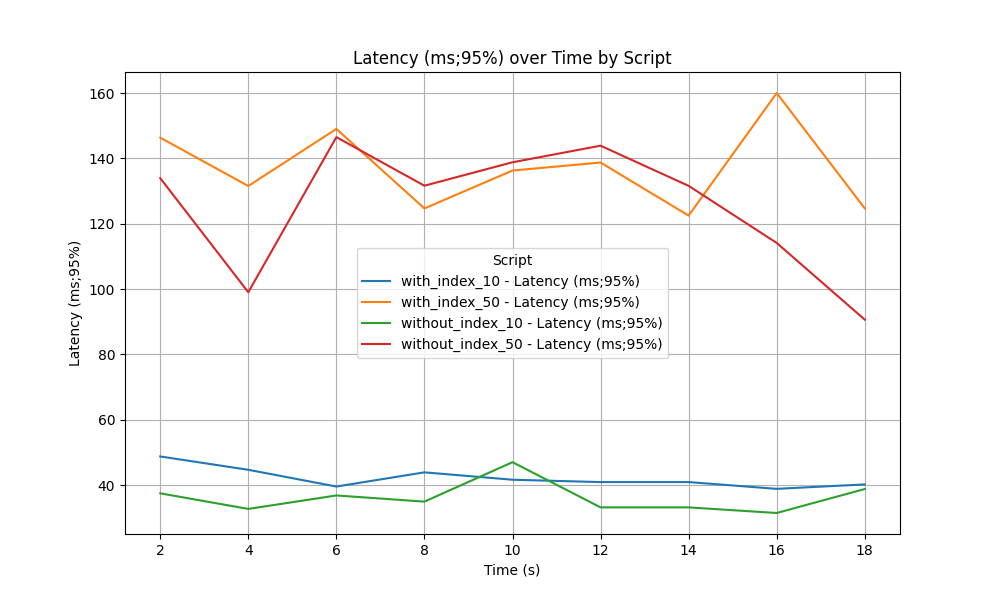 Latency (ms;95%) over Time by Script
Latency (ms;95%)
160
140
120
100
80
60
40
Script
with_index_10 - Latency (ms;95%)
with_index_50 - Latency (ms;95%)
without_index_10 - Latency (ms;95%)
without_index_50 - Latency (ms;95%)
2 4 6 8 10 12 14 16 18
Time (s)